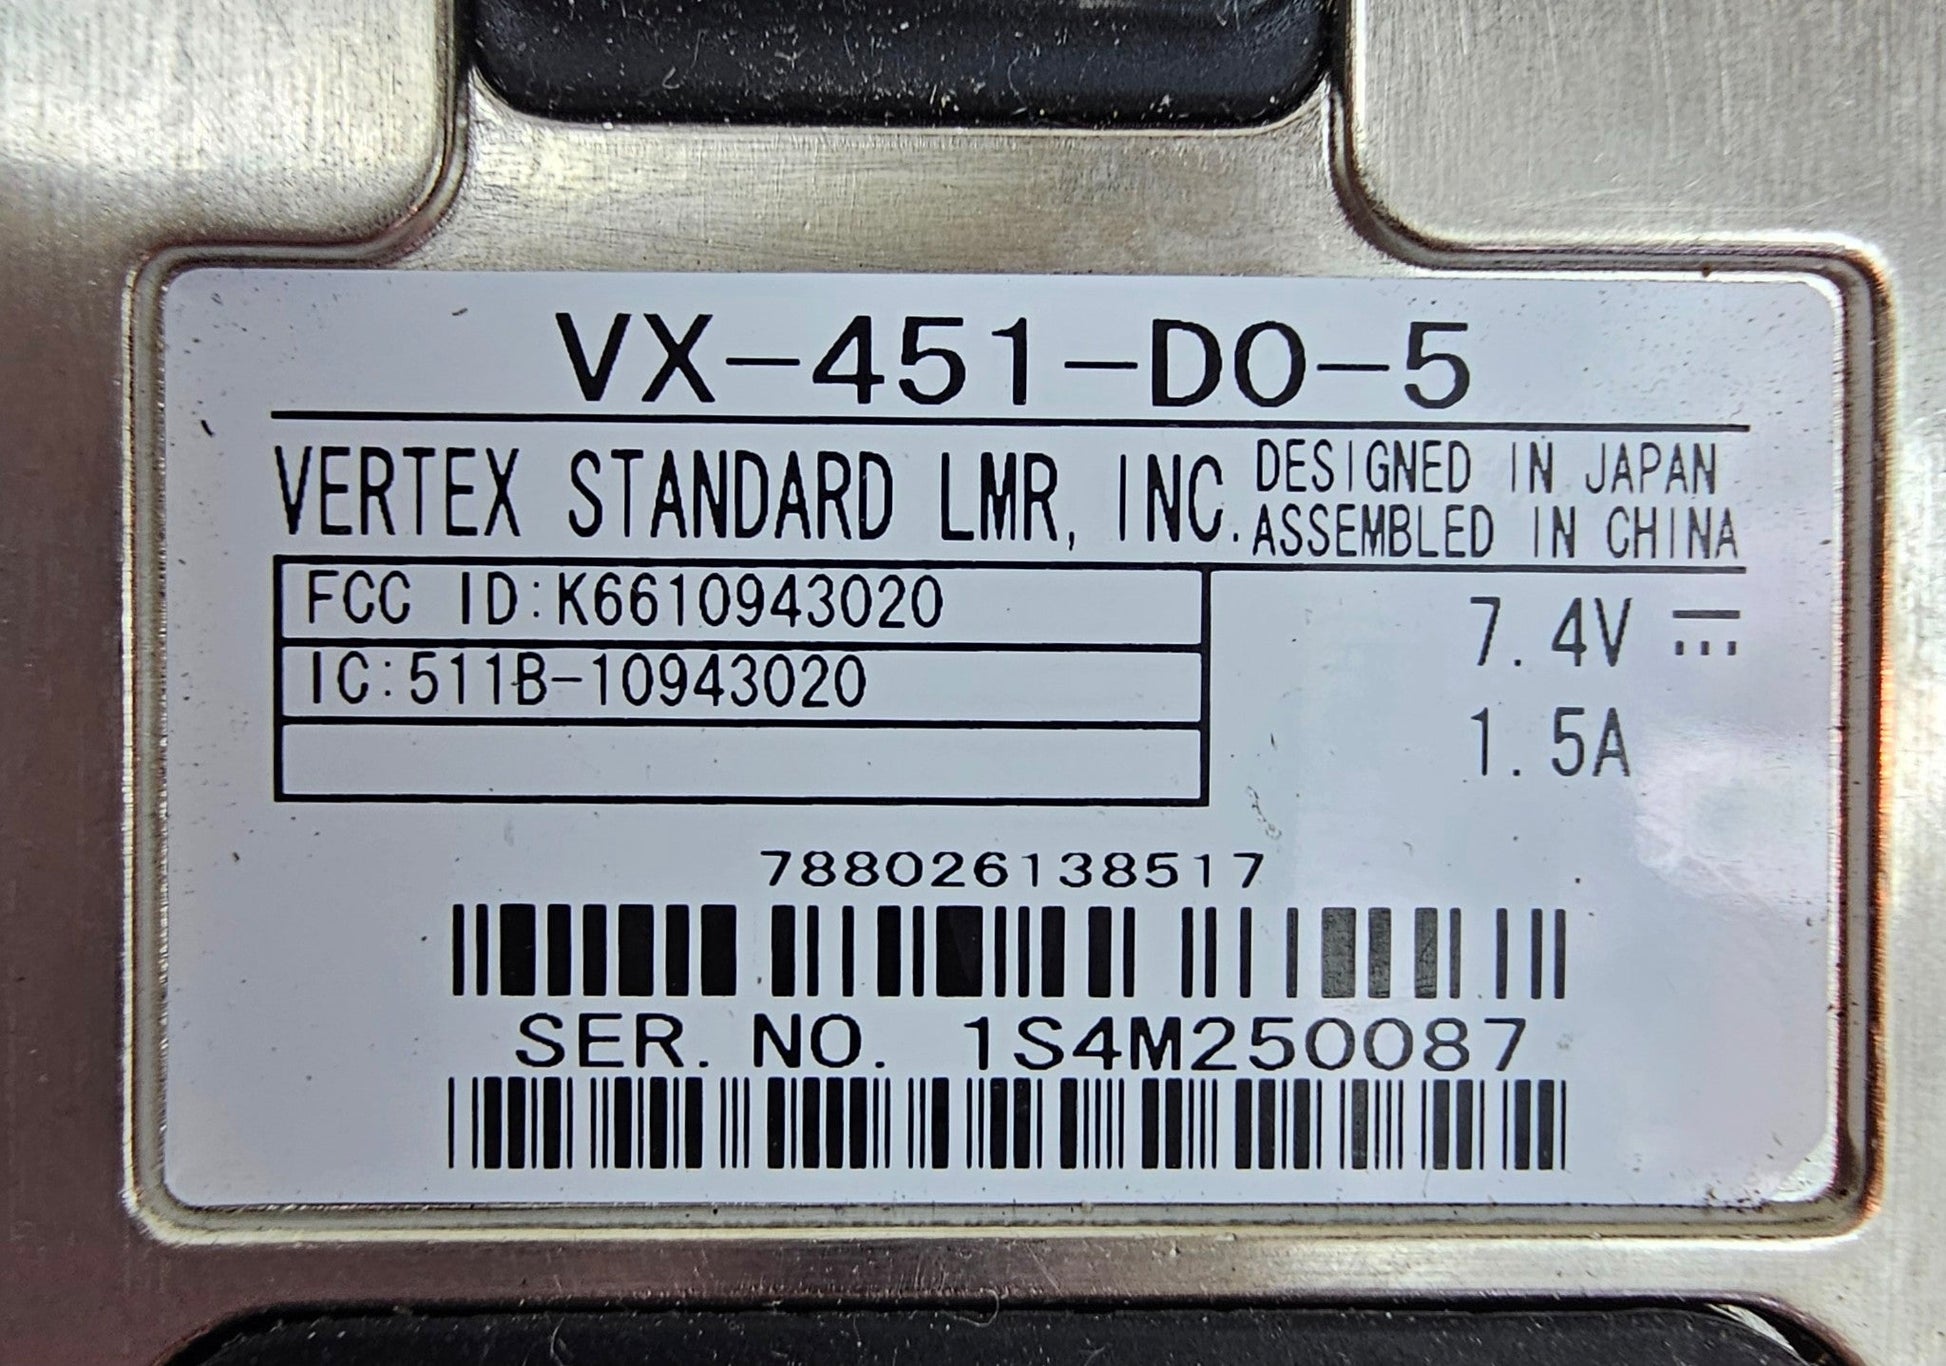 VX-451-DO-5
VERTEX STANDARD LMR, INC.
DESIGNED IN JAPAN
ASSEMBLED IN CHINA
FCC ID:K6610943020
IC:511B-10943020
7.4V ⎓
1.5A
788026138517
SER. NO. 1S4M250087